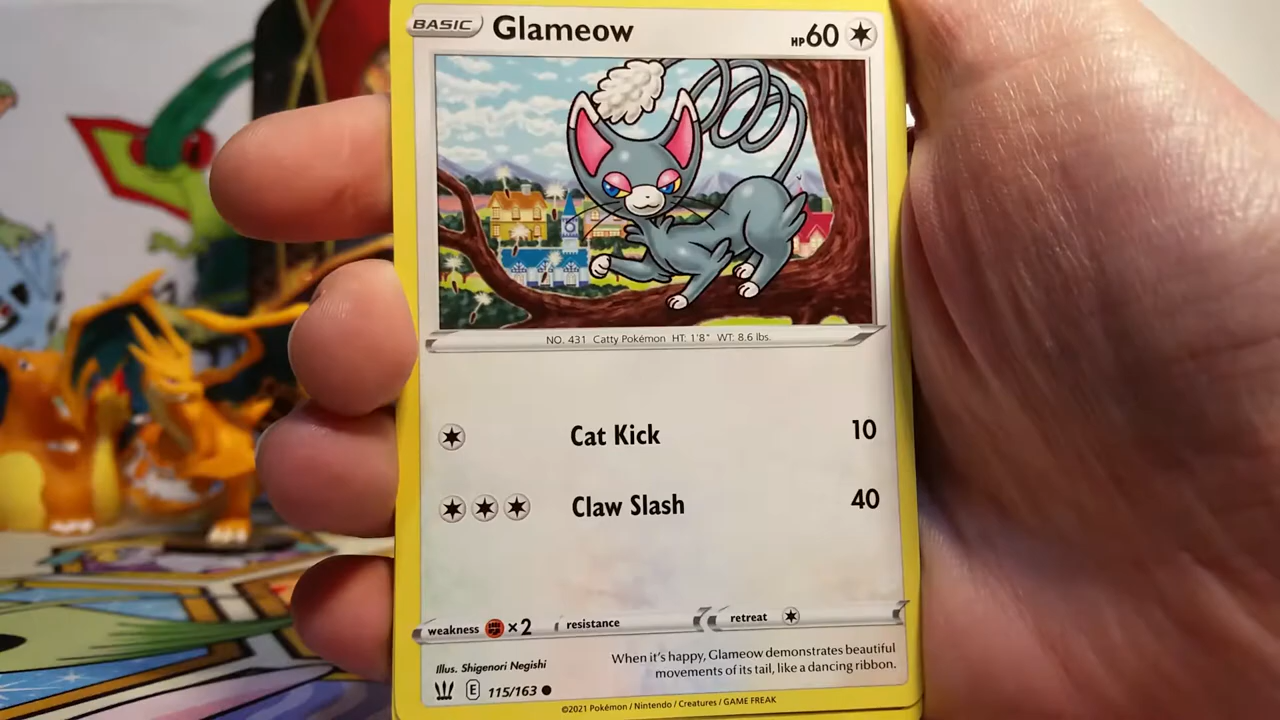 BASIC Glameow HP60
NO. 431 Catty Pokémon HT: 1'8" WT: 8.6 lbs.
Cat Kick 10
Claw Slash 40
weakness ×2 resistance retreat
Illus. Shigenori Negishi
When it's happy, Glameow demonstrates beautiful
movements of its tail, like a dancing ribbon.
E 115/163
©2021 Pokémon / Nintendo / Creatures / GAME FREAK